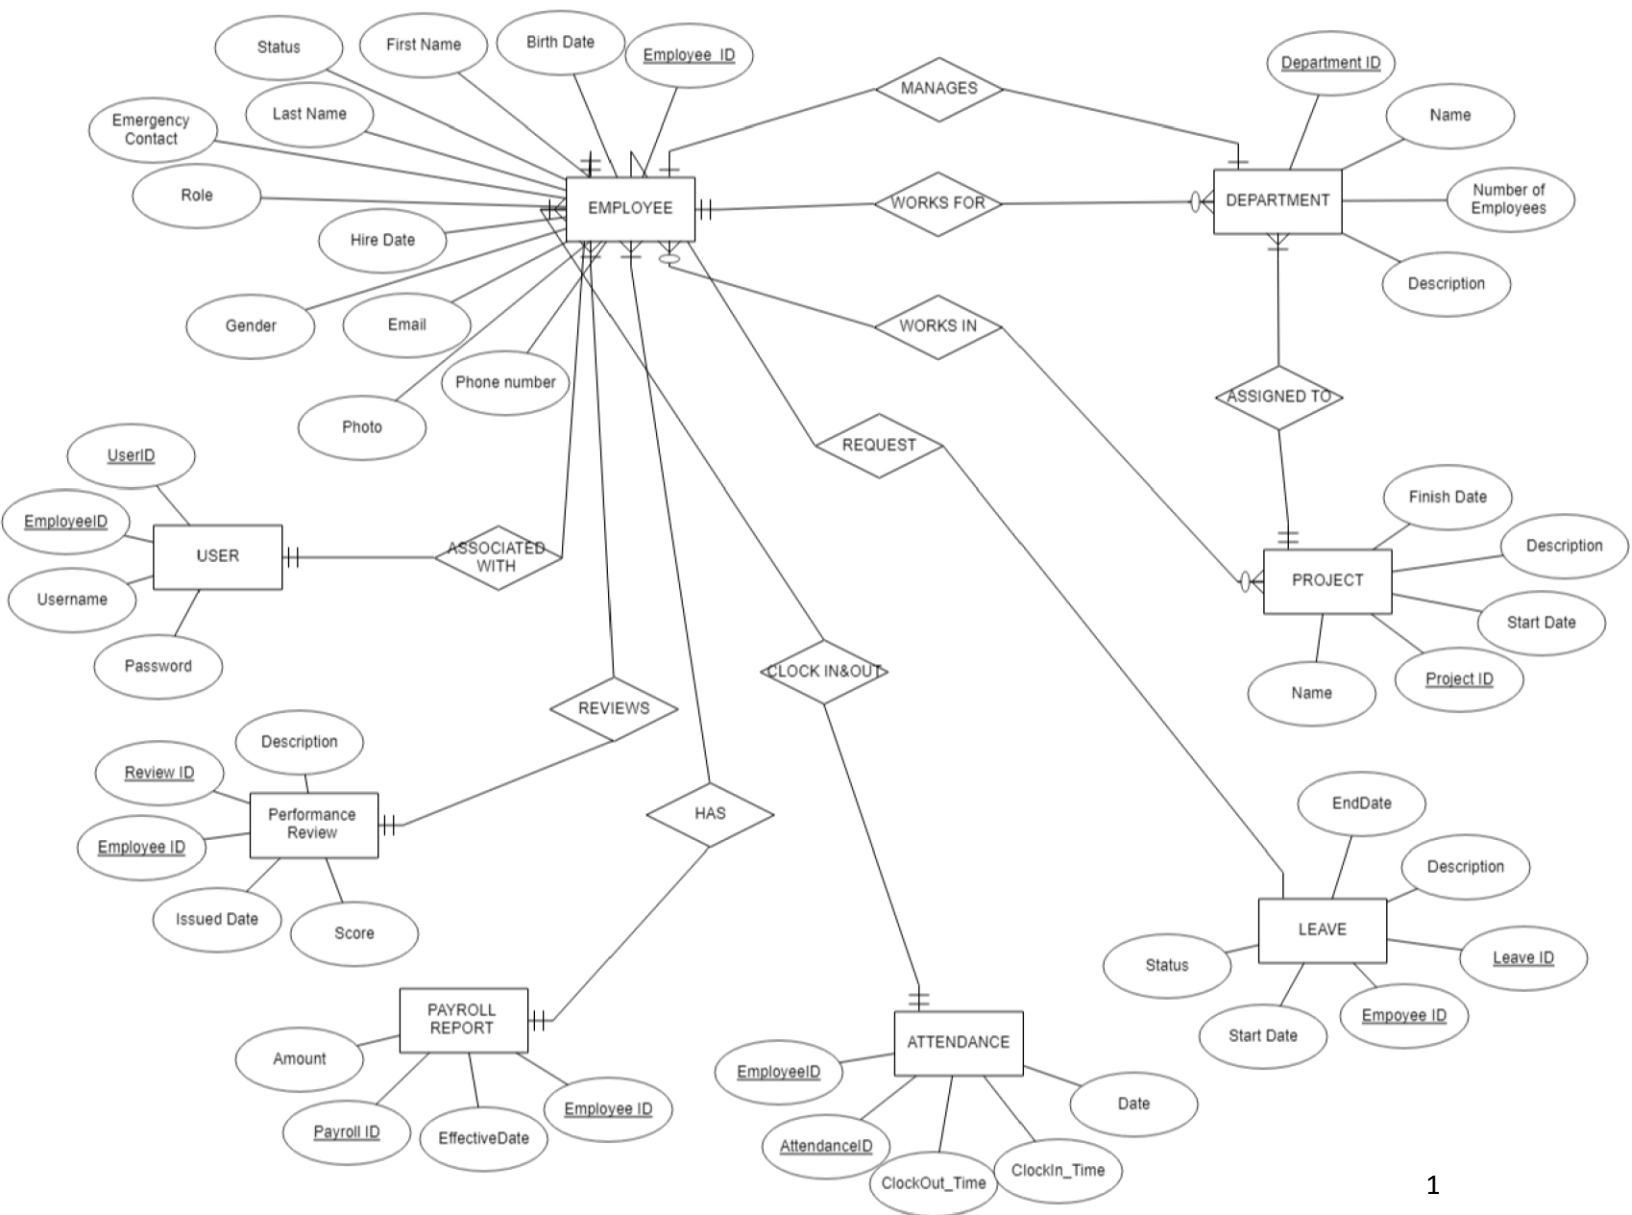 Status
First Name
Birth Date
Employee_ID
Last Name
Emergency
Contact
Role
Hire Date
Gender
Email
Photo
Phone number
EMPLOYEE
MANAGES
WORKS FOR
WORKS IN
REQUEST
Department ID
Name
Number of
Employees
Description
DEPARTMENT
ASSIGNED TO
Finish Date
Description
Start Date
Project ID
Name
PROJECT
UserID
EmployeeID
Username
Password
USER
ASSOCIATED
WITH
REVIEWS
CLOCK IN&OUT
HAS
Description
Review ID
Employee ID
Issued Date
Score
Performance
Review
PAYROLL
REPORT
Amount
Payroll ID
EffectiveDate
Employee ID
ATTENDANCE
EmployeeID
AttendanceID
ClockOut_Time
ClockIn_Time
Date
EndDate
Description
Leave ID
Empoyee ID
Start Date
Status
LEAVE
1